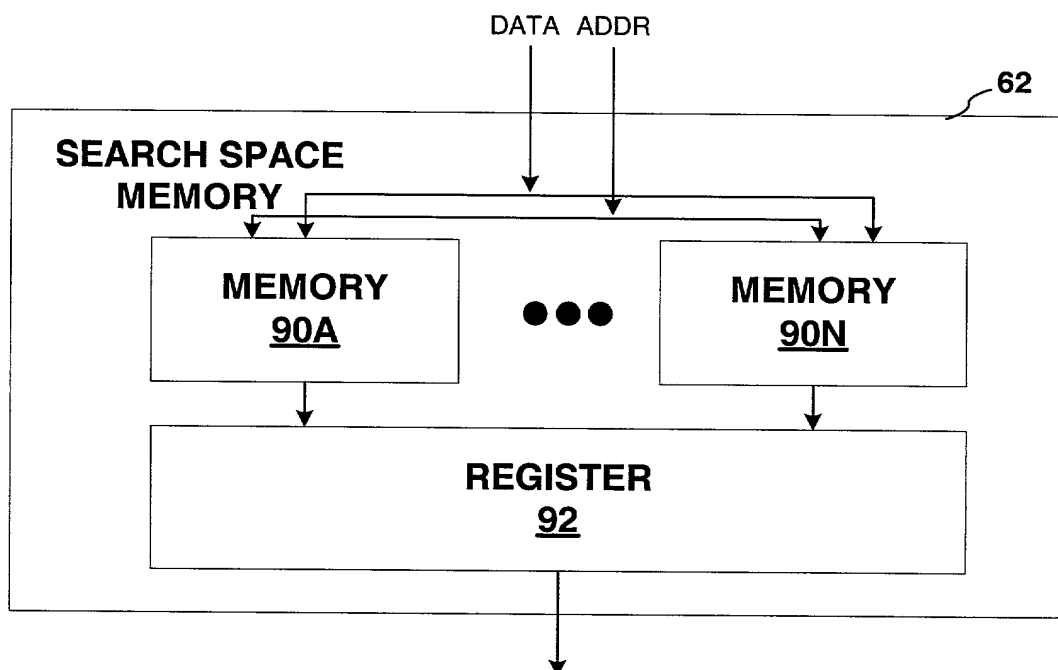 DATA ADDR
62
SEARCH SPACE
MEMORY
MEMORY
90A
MEMORY
90N
REGISTER
92